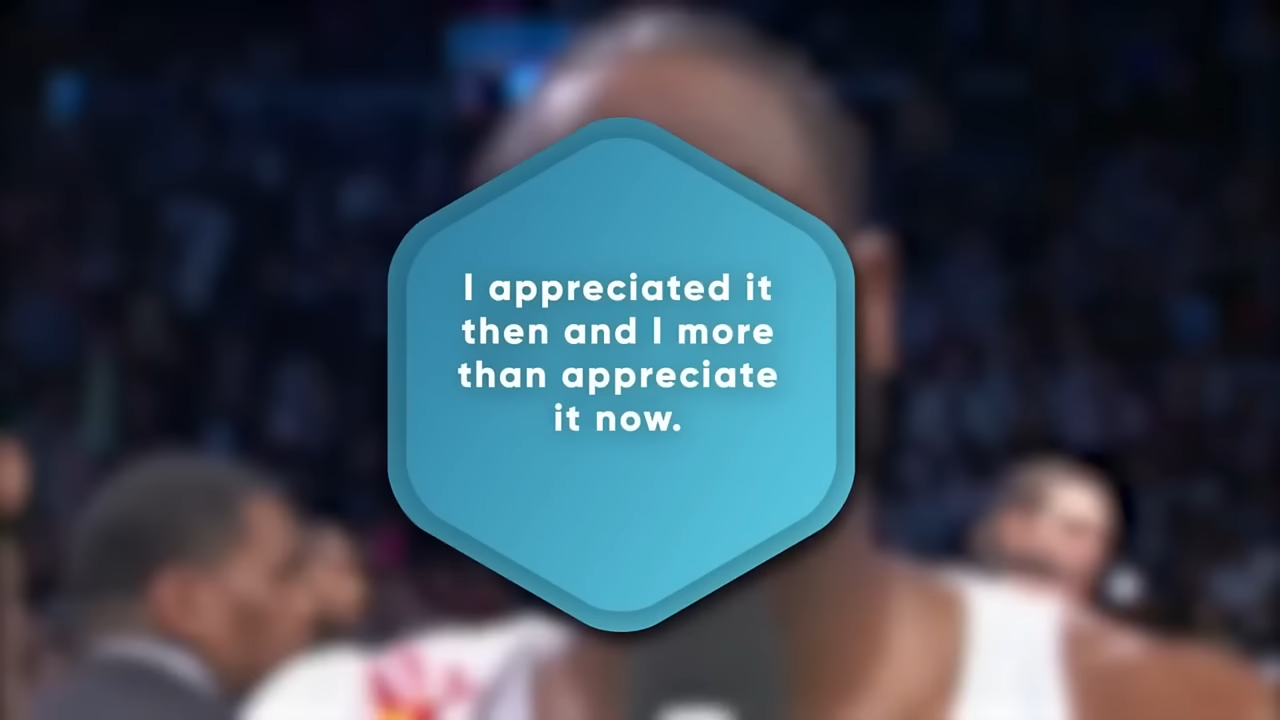 I appreciated it
then and I more
than appreciate
it now.